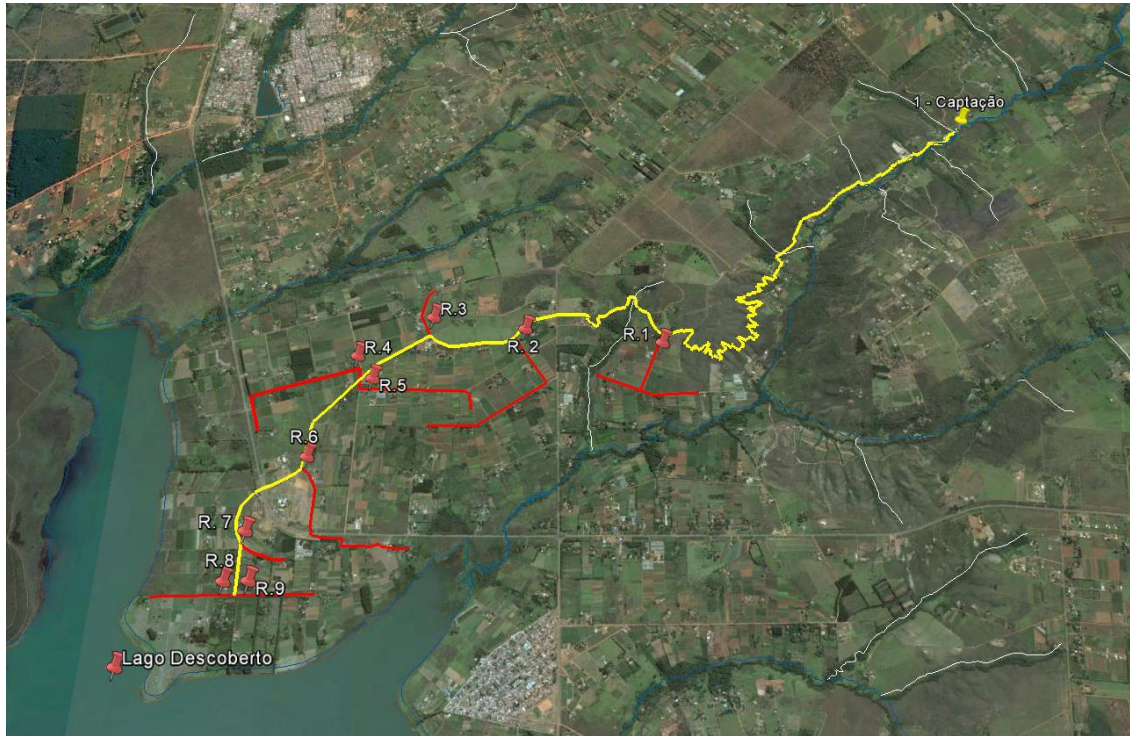 1 - Captação
R.3
R.1
R. 2
R.4
R.5
R.6
R. 7
R.8
R.9
Lago Descoberto